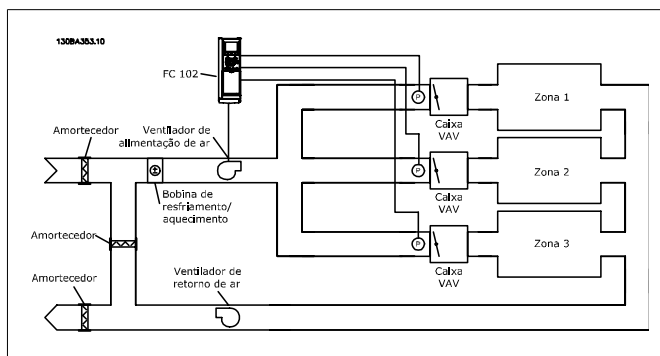 130BA353.10
FC 102
Amortecedor
Ventilador de
alimentação de ar
Bobina de
resfriamento/
aquecimento
Amortecedor
Amortecedor
Ventilador de
retorno de ar
P
Caixa
VAV
Zona 1
P
Caixa
VAV
Zona 2
P
Caixa
VAV
Zona 3